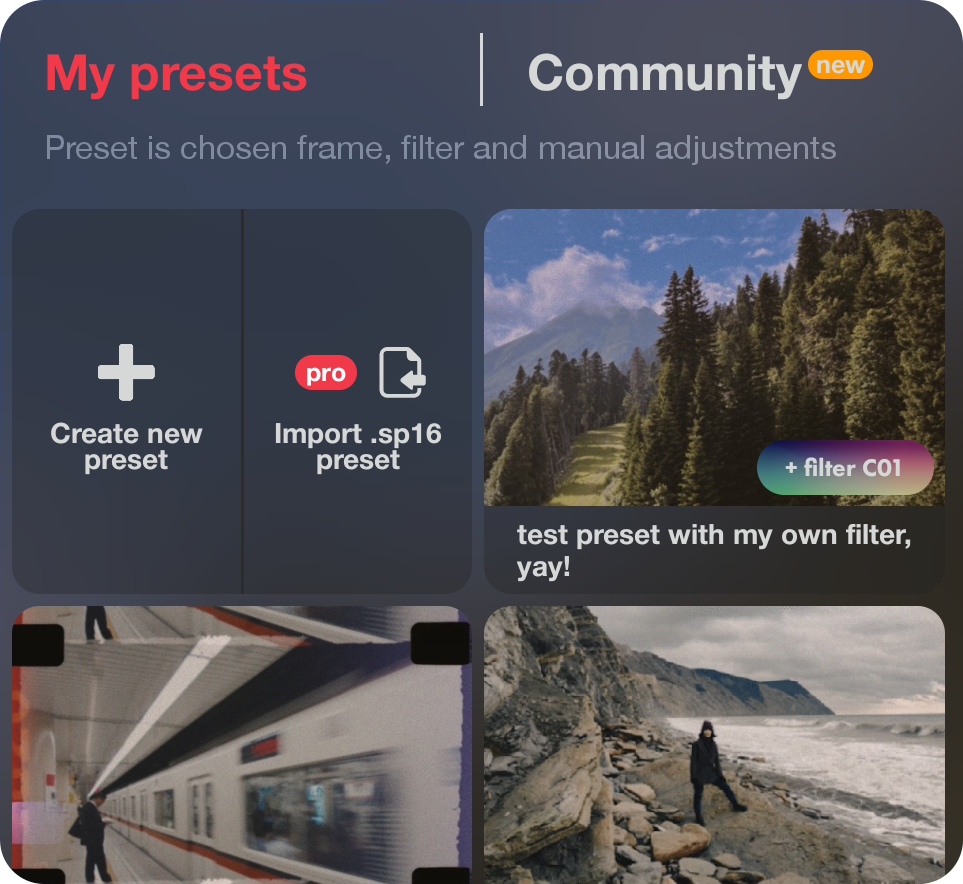 My presets
Community new
Preset is chosen frame, filter and manual adjustments
Create new
preset
pro
Import .sp16
preset
+ filter C01
test preset with my own filter,
yay!